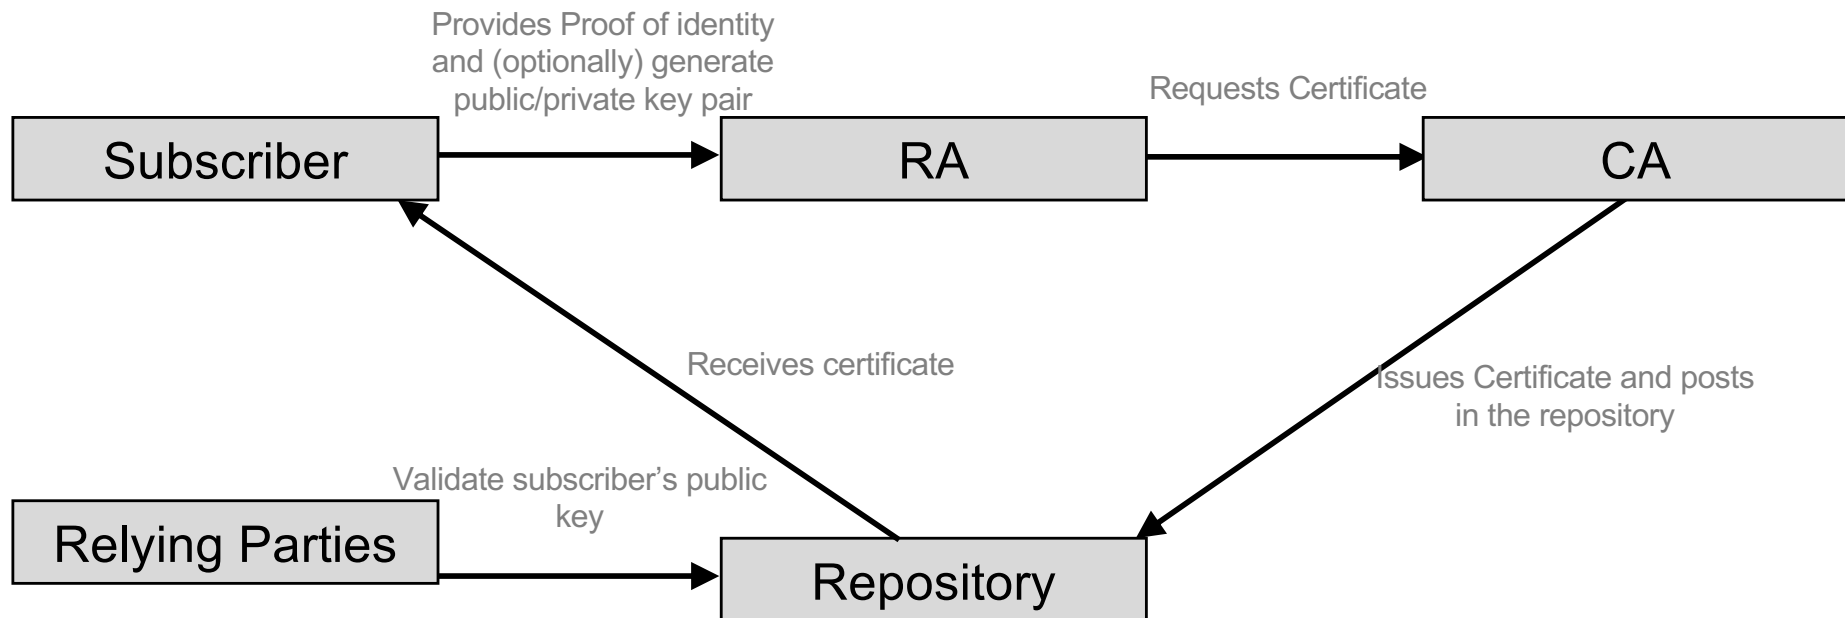 Provides Proof of identity
and (optionally) generate
public/private key pair
Requests Certificate
Subscriber
RA
CA
Receives certificate
Issues Certificate and posts
in the repository
Validate subscriber’s public
key
Relying Parties
Repository